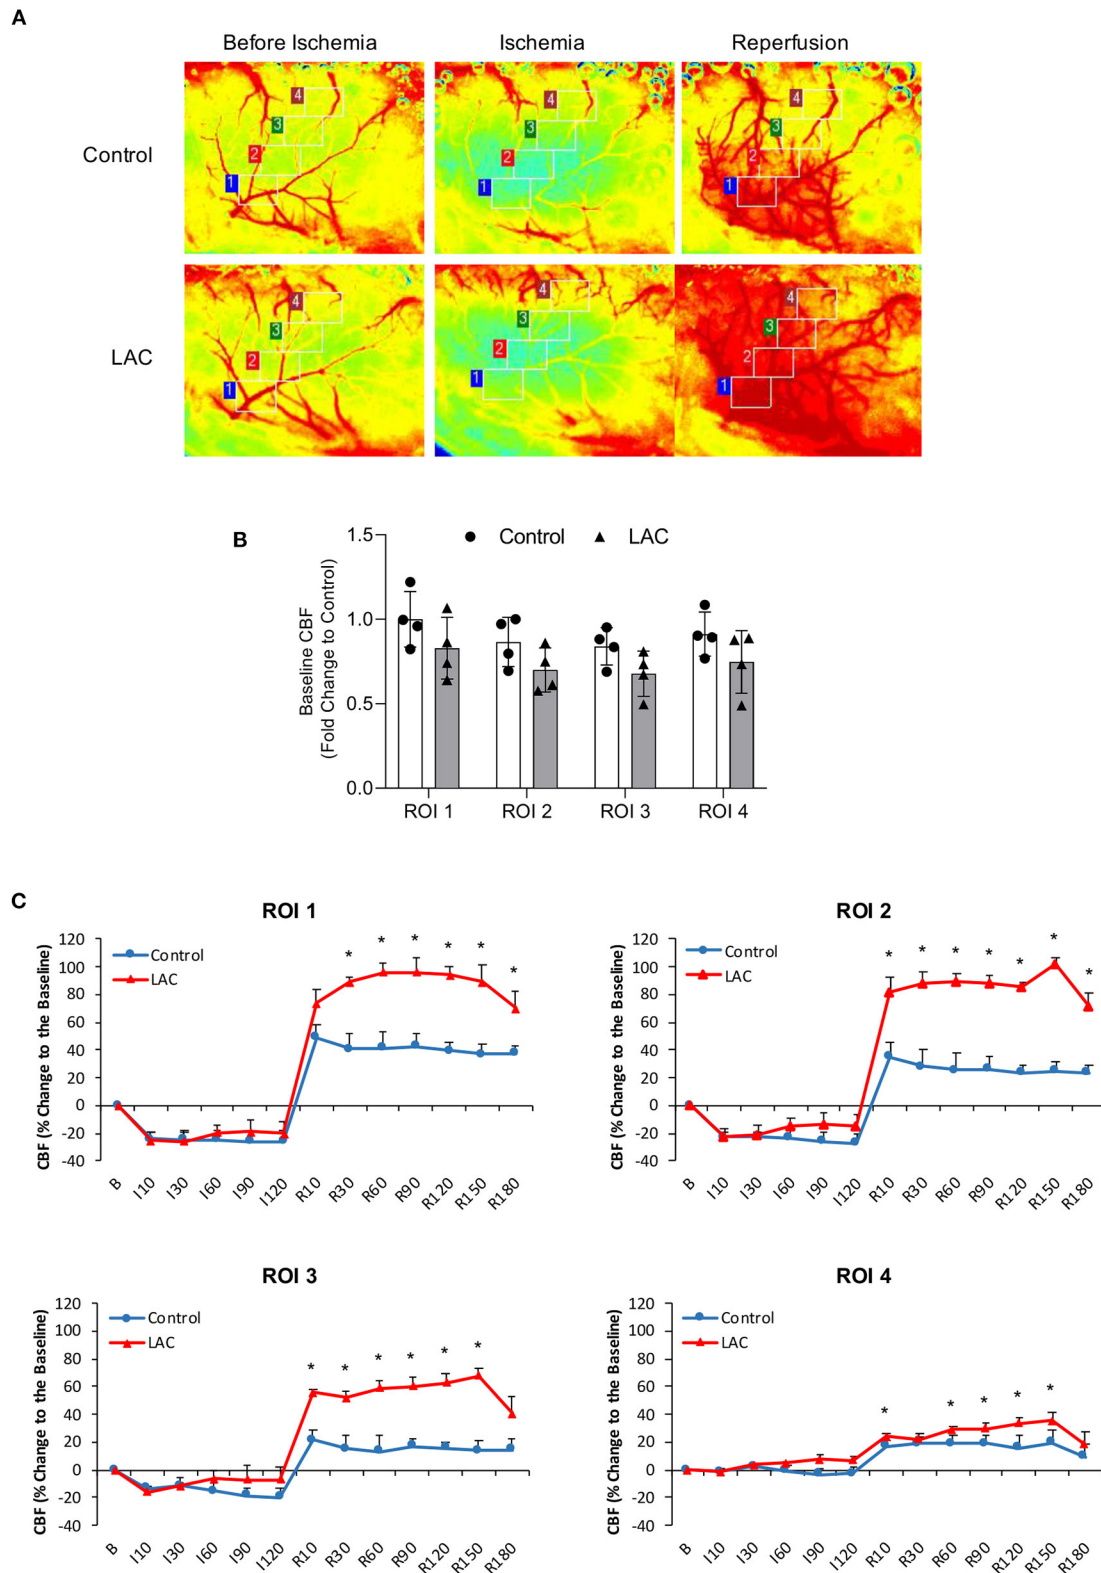 A
Before Ischemia Ischemia Reperfusion
Control
4
3
2
1
4
3
2
1
4
3
2
1
LAC
4
3
2
1
4
3
2
1
4
3
2
1
B
Baseline CBF
(Fold Change to Control)
Control LAC
1.5
1.0
0.5
0.0
ROI 1 ROI 2 ROI 3 ROI 4
C
ROI 1
CBF (% Change to the Baseline)
120
100
80
60
40
20
0
-20
-40
Control
LAC
* * * * * *
B I10 I30 I60 I90 I120 R10 R30 R60 R90 R120 R150 R180
ROI 2
CBF (% Change to the Baseline)
120
100
80
60
40
20
0
-20
-40
Control
LAC
* * * * * * *
B I10 I30 I60 I90 I120 R10 R30 R60 R90 R120 R150 R180
ROI 3
CBF (% Change to the Baseline)
120
100
80
60
40
20
0
-20
-40
Control
LAC
* * * * * *
B I10 I30 I60 I90 I120 R10 R30 R60 R90 R120 R150 R180
ROI 4
CBF (% Change to the Baseline)
120
100
80
60
40
20
0
-20
-40
Control
LAC
* * * * *
B I10 I30 I60 I90 I120 R10 R30 R60 R90 R120 R150 R180